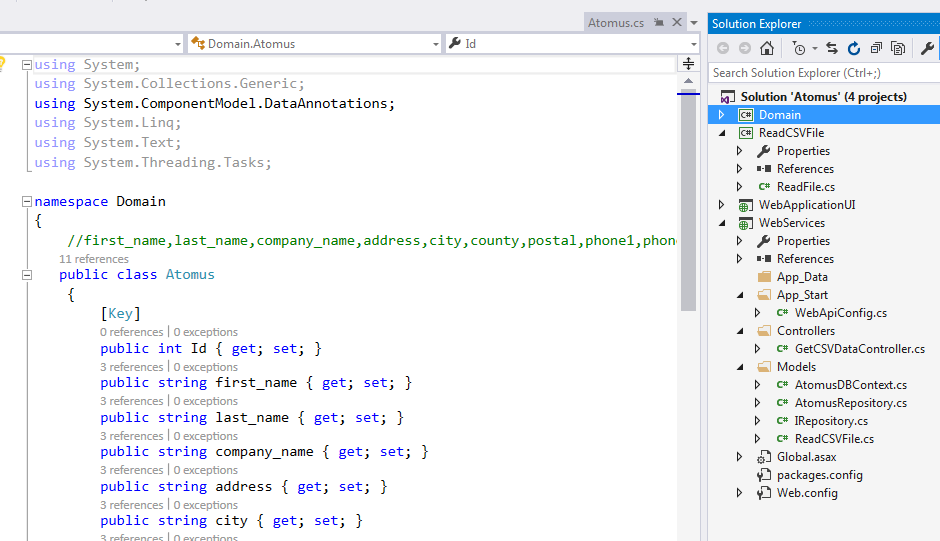 Atomus.cs
Domain.Atomus
Id
using System;
using System.Collections.Generic;
using System.ComponentModel.DataAnnotations;
using System.Linq;
using System.Text;
using System.Threading.Tasks;
namespace Domain
{
//first_name,last_name,company_name,address,city,county,postal,phone1,phon
11 references
public class Atomus
{
[Key]
0 references | 0 exceptions
public int Id { get; set; }
3 references | 0 exceptions
public string first_name { get; set; }
3 references | 0 exceptions
public string last_name { get; set; }
3 references | 0 exceptions
public string company_name { get; set; }
3 references | 0 exceptions
public string address { get; set; }
3 references | 0 exceptions
public string city { get; set; }
3 references | 0 exceptions
Solution Explorer
Search Solution Explorer (Ctrl+;)
Solution 'Atomus' (4 projects)
C# Domain
C# ReadCSVFile
Properties
References
C# ReadFile.cs
WebApplicationUI
WebServices
Properties
References
App_Data
App_Start
C# WebApiConfig.cs
Controllers
C# GetCSVDataController.cs
Models
C# AtomusDBContext.cs
C# AtomusRepository.cs
C# IRepository.cs
C# ReadCSVFile.cs
Global.asax
packages.config
Web.config